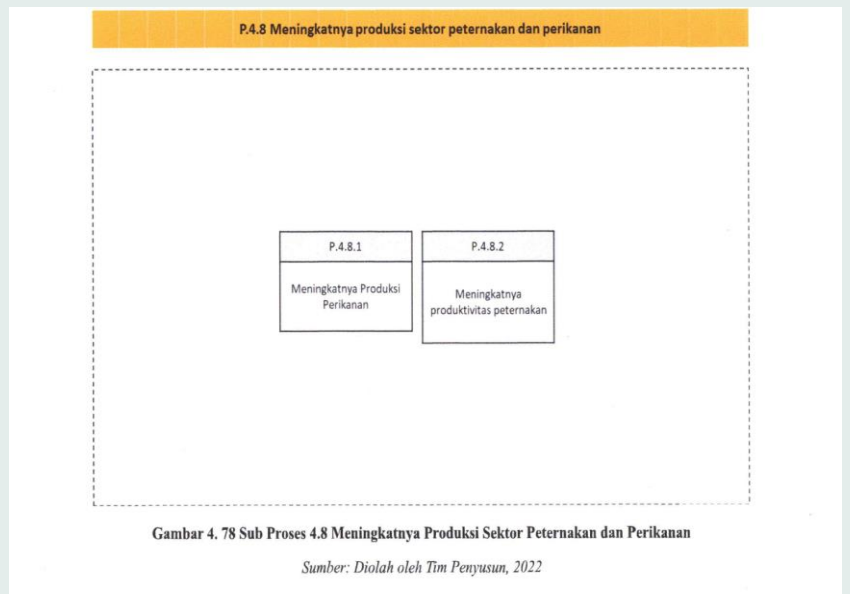 P.4.8 Meningkatnya produksi sektor peternakan dan perikanan
P.4.8.1
Meningkatnya Produksi
Perikanan
P.4.8.2
Meningkatnya
produktivitas peternakan
Gambar 4. 78 Sub Proses 4.8 Meningkatnya Produksi Sektor Peternakan dan Perikanan
Sumber: Diolah oleh Tim Penyusun, 2022